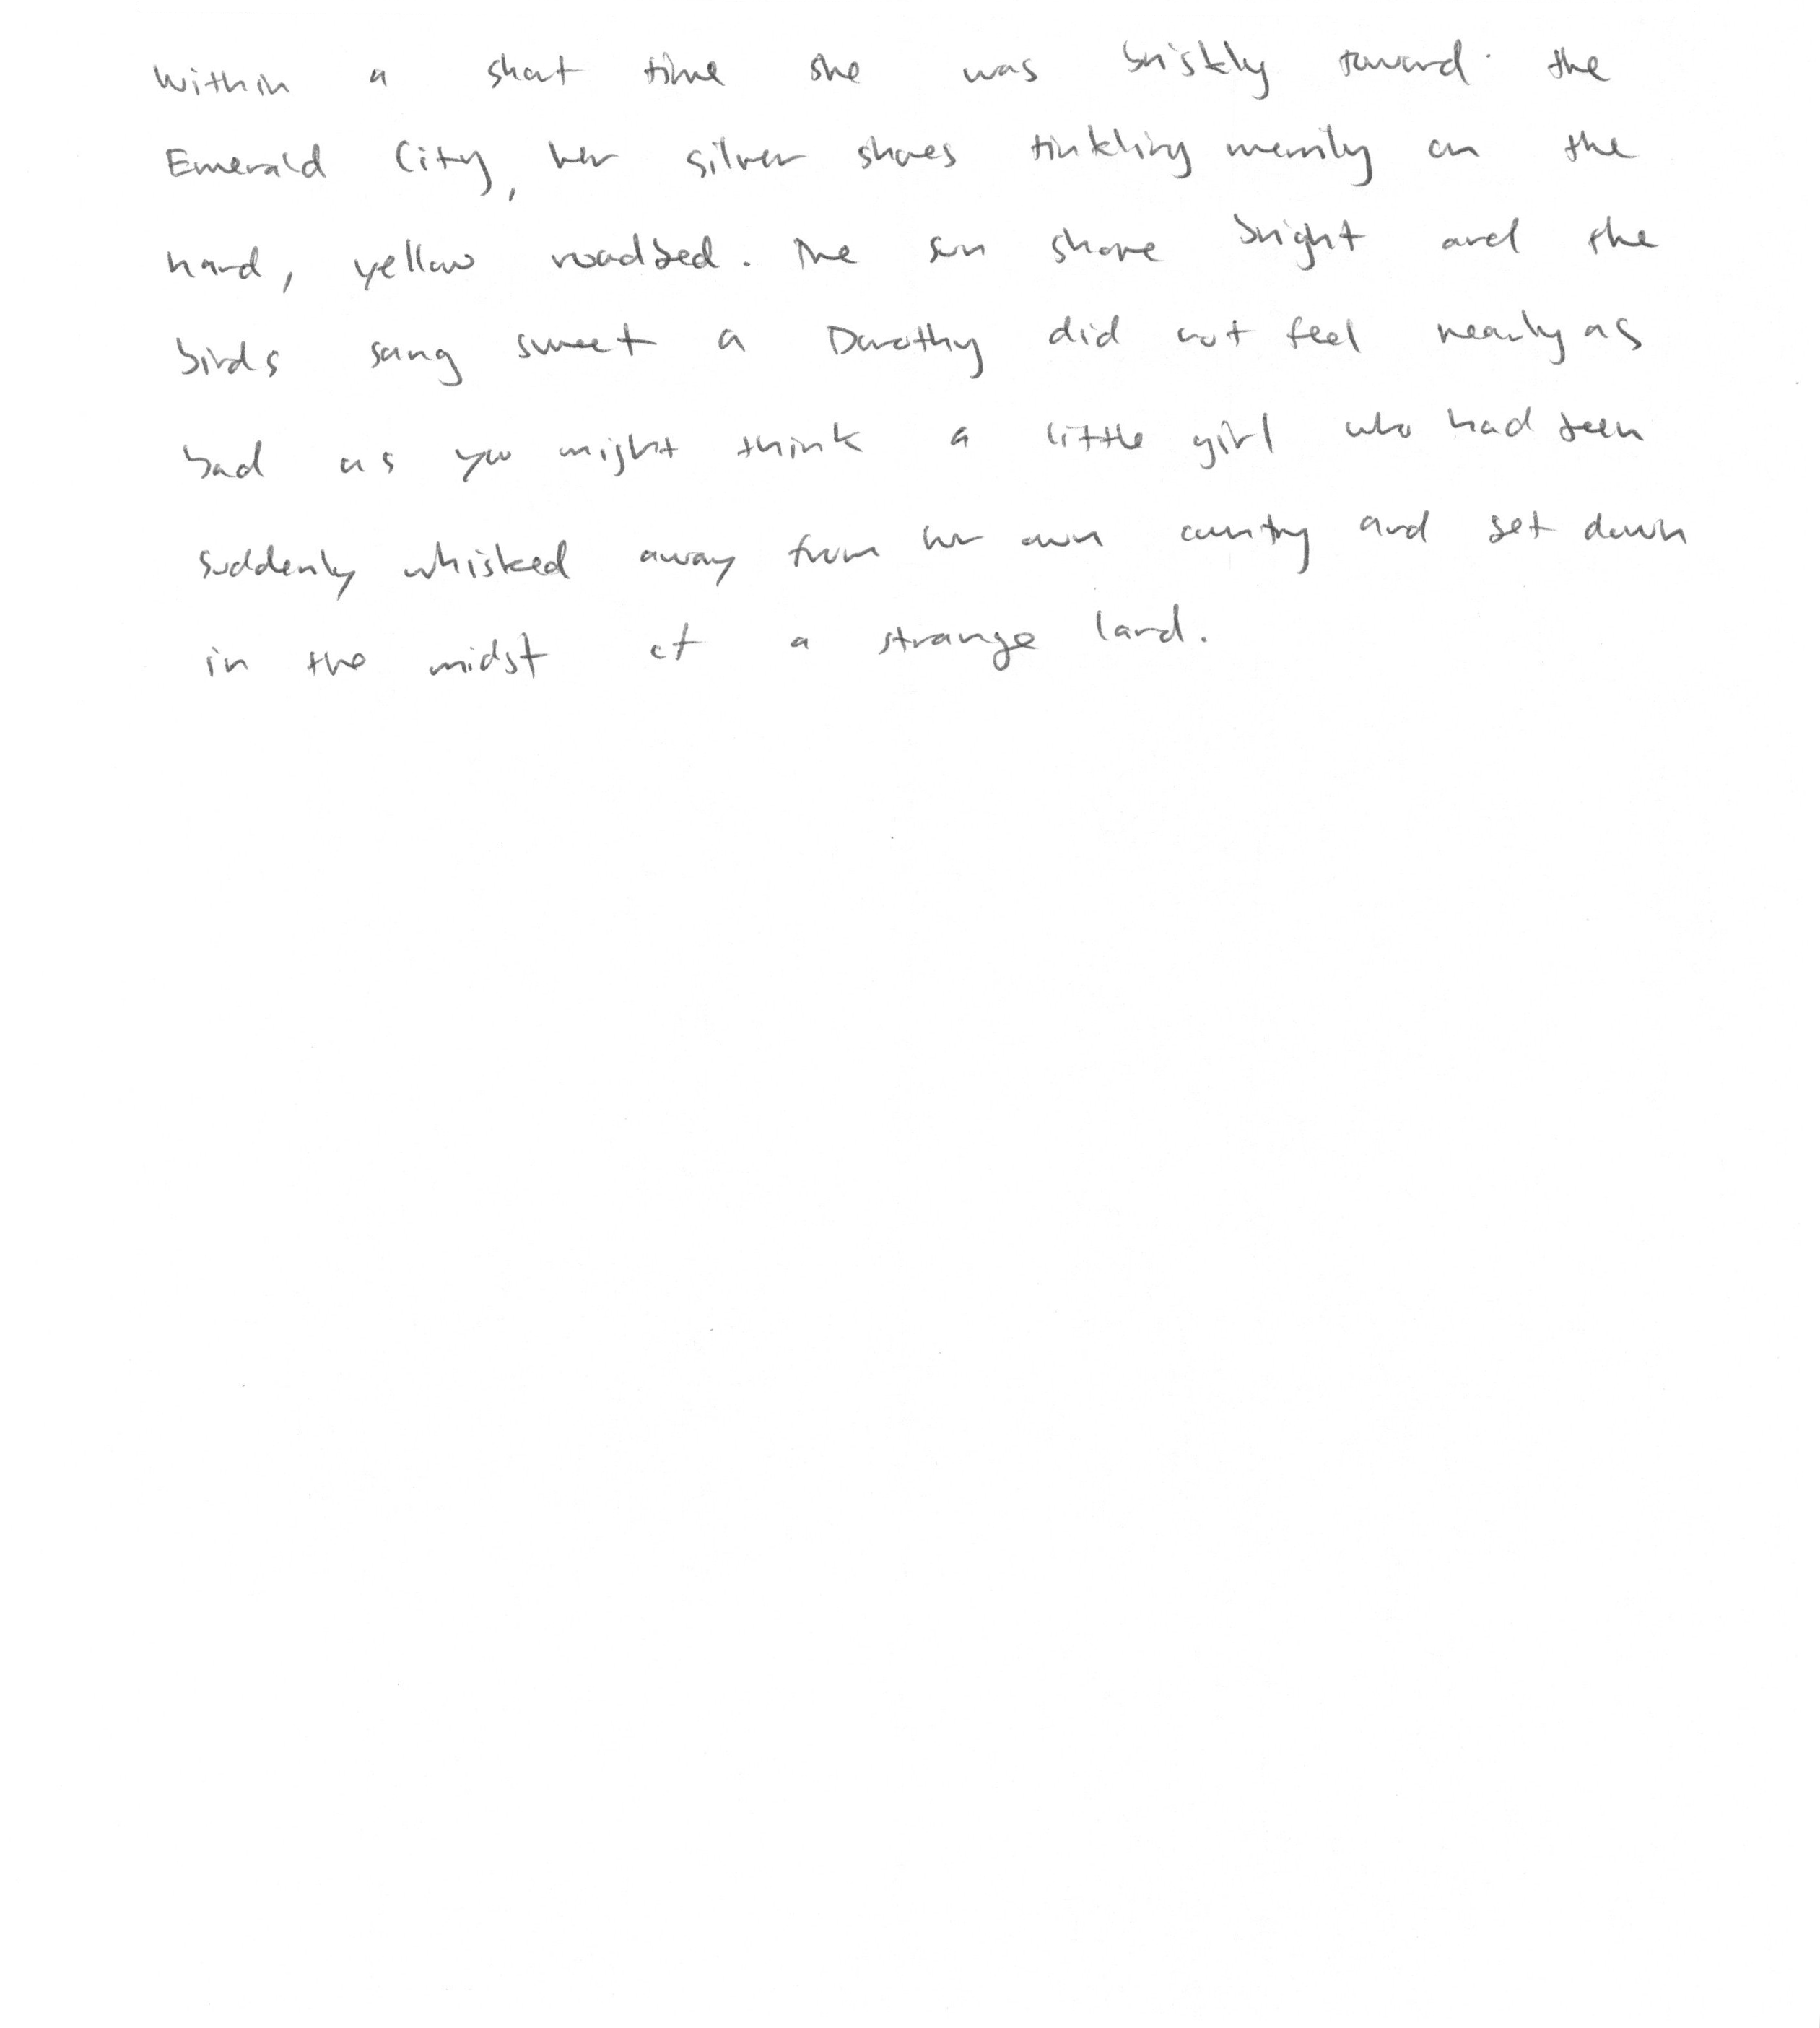 Within a short time she was briskly toward the
Emerald City, her silver shoes tinkling merrily on the
hard, yellow roadbed. The sun shone bright and the
birds sang sweet a Dorothy did not feel nearly as
bad as you might think a little girl who had been
suddenly whisked away from her own country and set down
in the midst of a strange land.